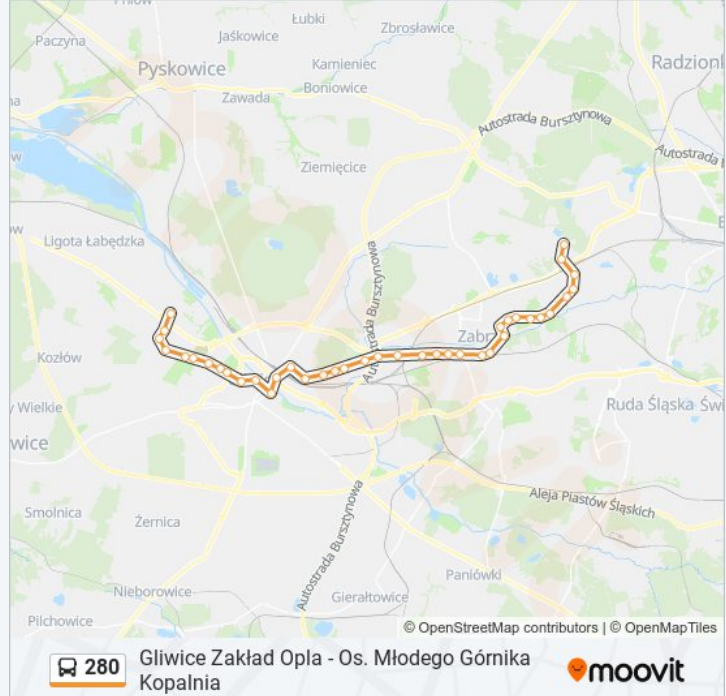 Łubki
Zbrosławice
Jaśkowice
Paczyna
Kamieniec
Radzionk
Pyskowice
Boniowice
Zawada
Autostrada Bursztynowa
Autostrada
Ziemięcice
Ligota Łabędzka
Autostrada Bursztynowa
Zabrz
Kozłów
Wielkie
Ruda Śląska
Świ
wice
Aleja Piastów Śląskich
Smolnica
Żernica
Autostrada Bursztynowa
Paniówki
Nieborowice
Gierałtowice
Pilchowice
© OpenStreetMap contributors | © OpenMapTiles
280 Gliwice Zakład Opla - Os. Młodego Górnika
Kopalnia
moovit